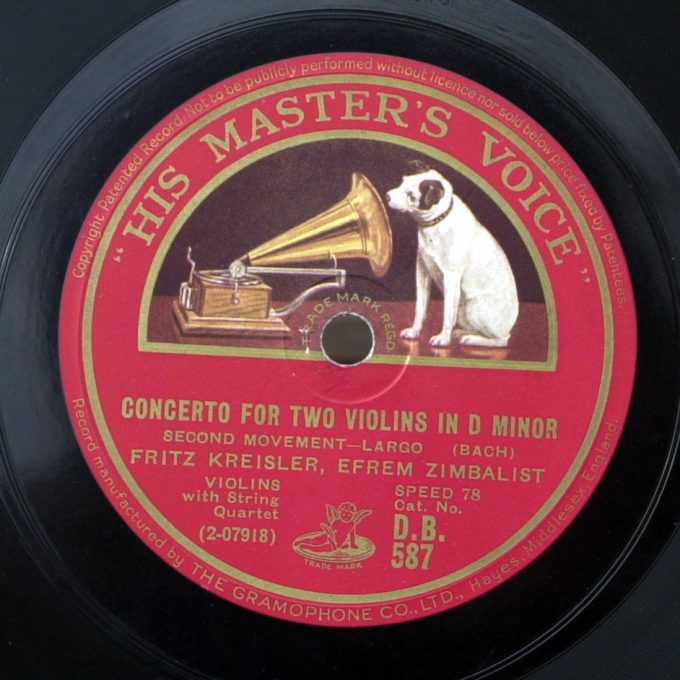 Copyright Patented Record. Not to be publicly performed without licence nor sold below price fixed by Patentees.
"HIS MASTER'S VOICE"
TRADE MARK REGD
CONCERTO FOR TWO VIOLINS IN D MINOR
SECOND MOVEMENT—LARGO (BACH)
FRITZ KREISLER, EFREM ZIMBALIST
VIOLINS
with String
Quartet
(2-07918)
SPEED 78
Cat. No.
D.B.
587
TRADE MARK
Record manufactured by THE GRAMOPHONE CO., LTD., Hayes, Middlesex, England.